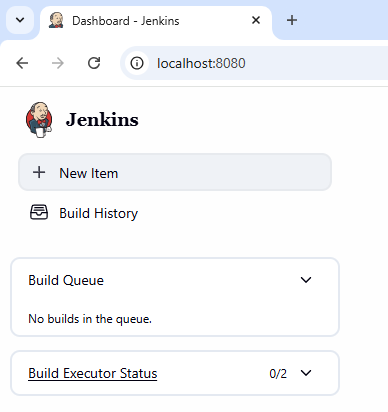 Dashboard - Jenkins
localhost:8080
Jenkins
New Item
Build History
Build Queue
No builds in the queue.
Build Executor Status 0/2